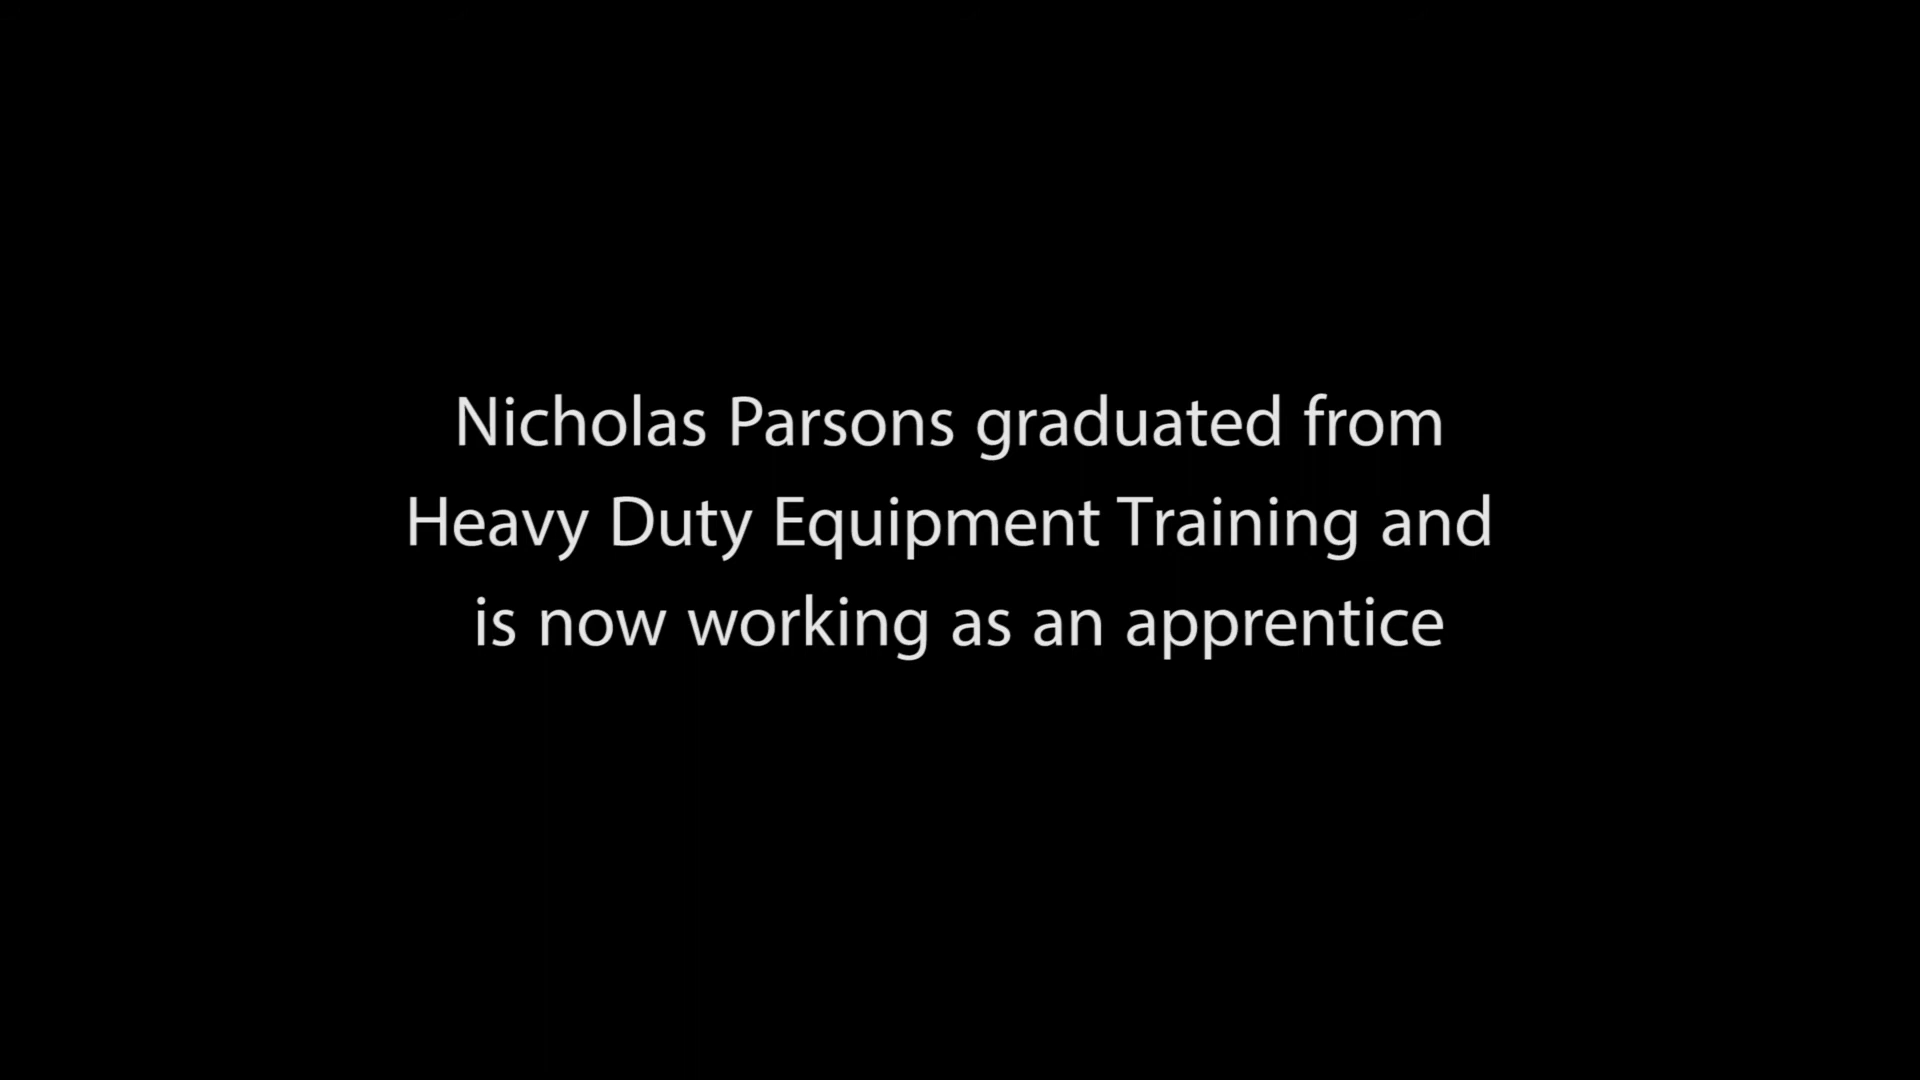 Nicholas Parsons graduated from
Heavy Duty Equipment Training and
is now working as an apprentice